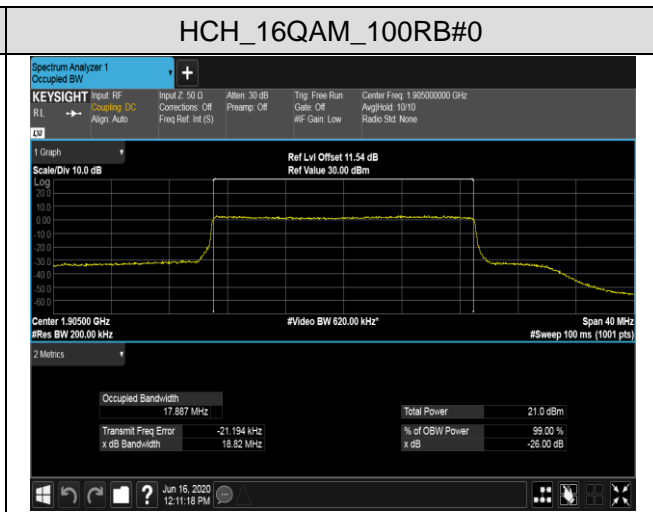 HCH_16QAM_100RB#0
Spectrum Analyzer 1
Occupied BW
+
KEYSIGHT Input: RF Input Z: 50 Ω Atten: 30 dB Trig: Free Run Center Freq: 1.905000000 GHz
RL Coupling: DC Corrections: Off Preamp: Off Gate: Off Avg|Hold: 10/10
Align: Auto Freq Ref: Int (S) #IF Gain: Low Radio Std: None
LXI
1 Graph Ref Lvl Offset 11.54 dB
Scale/Div 10.0 dB Ref Value 30.00 dBm
Log
20.0
10.0
0.00
-10.0
-20.0
-30.0
-40.0
-50.0
-60.0
Center 1.90500 GHz #Video BW 620.00 kHz* Span 40 MHz
#Res BW 200.00 kHz #Sweep 100 ms (1001 pts)
2 Metrics
Occupied Bandwidth
17.887 MHz Total Power 21.0 dBm
Transmit Freq Error -21.194 kHz % of OBW Power 99.00 %
x dB Bandwidth 18.82 MHz x dB -26.00 dB
? Jun 16, 2020
12:11:18 PM